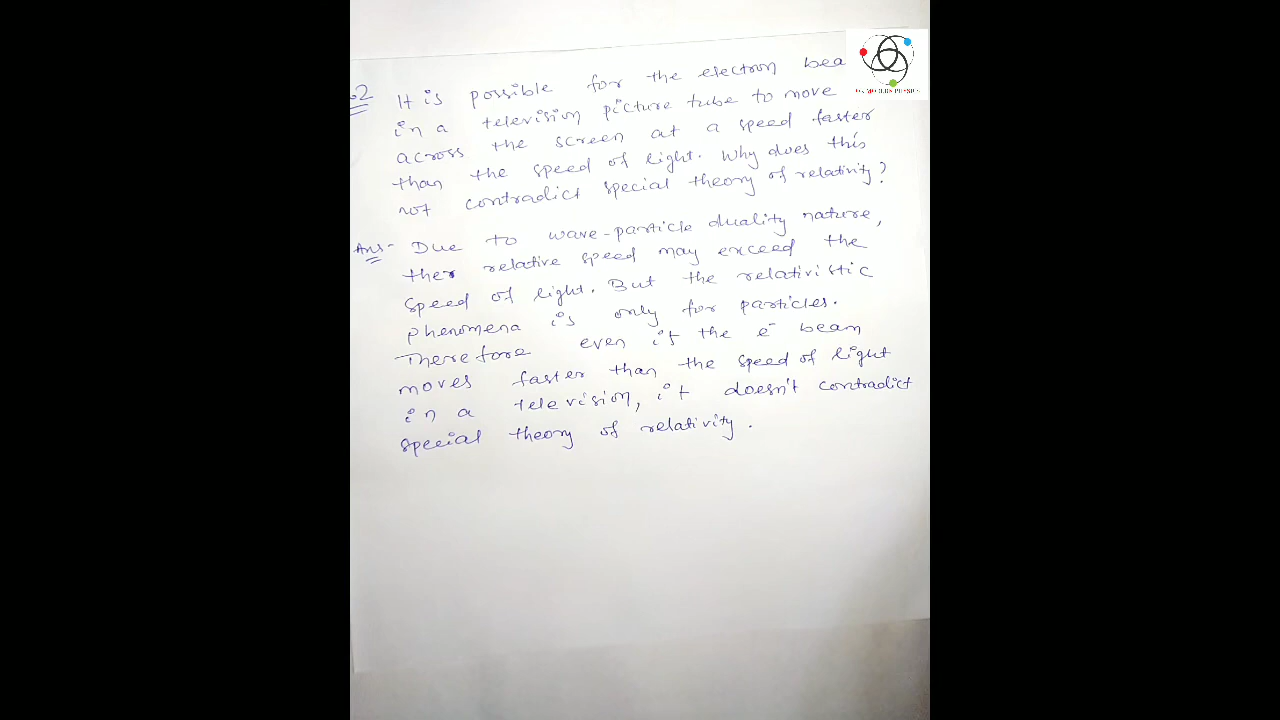 .2 It is possible for the electron bea
in a television picture tube to move
across the screen at a speed faster
than the speed of light. Why does this
not contradict special theory of relativity?
Ans- Due to wave-particle duality nature,
ther relative speed may exceed the
speed of light. But the relativistic
phenomena is only for particles.
Therefore even if the e⁻ beam
moves faster than the speed of light
in a television, it doesn't contradict
special theory of relativity.